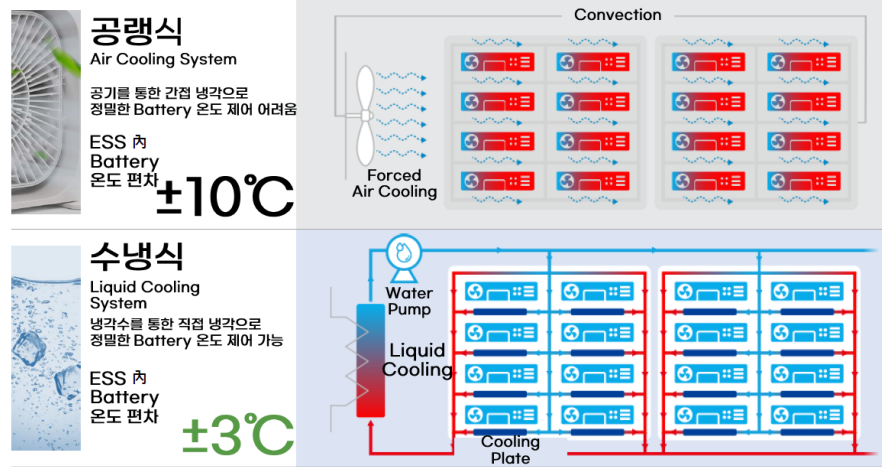 공랭식
Air Cooling System
공기를 통한 간접 냉각으로
정밀한 Battery 온도 제어 어려움
ESS 內
Battery
온도 편차
±10℃
Convection
Forced
Air Cooling
수냉식
Liquid Cooling
System
냉각수를 통한 직접 냉각으로
정밀한 Battery 온도 제어 가능
ESS 內
Battery
온도 편차
±3℃
Water
Pump
Liquid
Cooling
Cooling
Plate